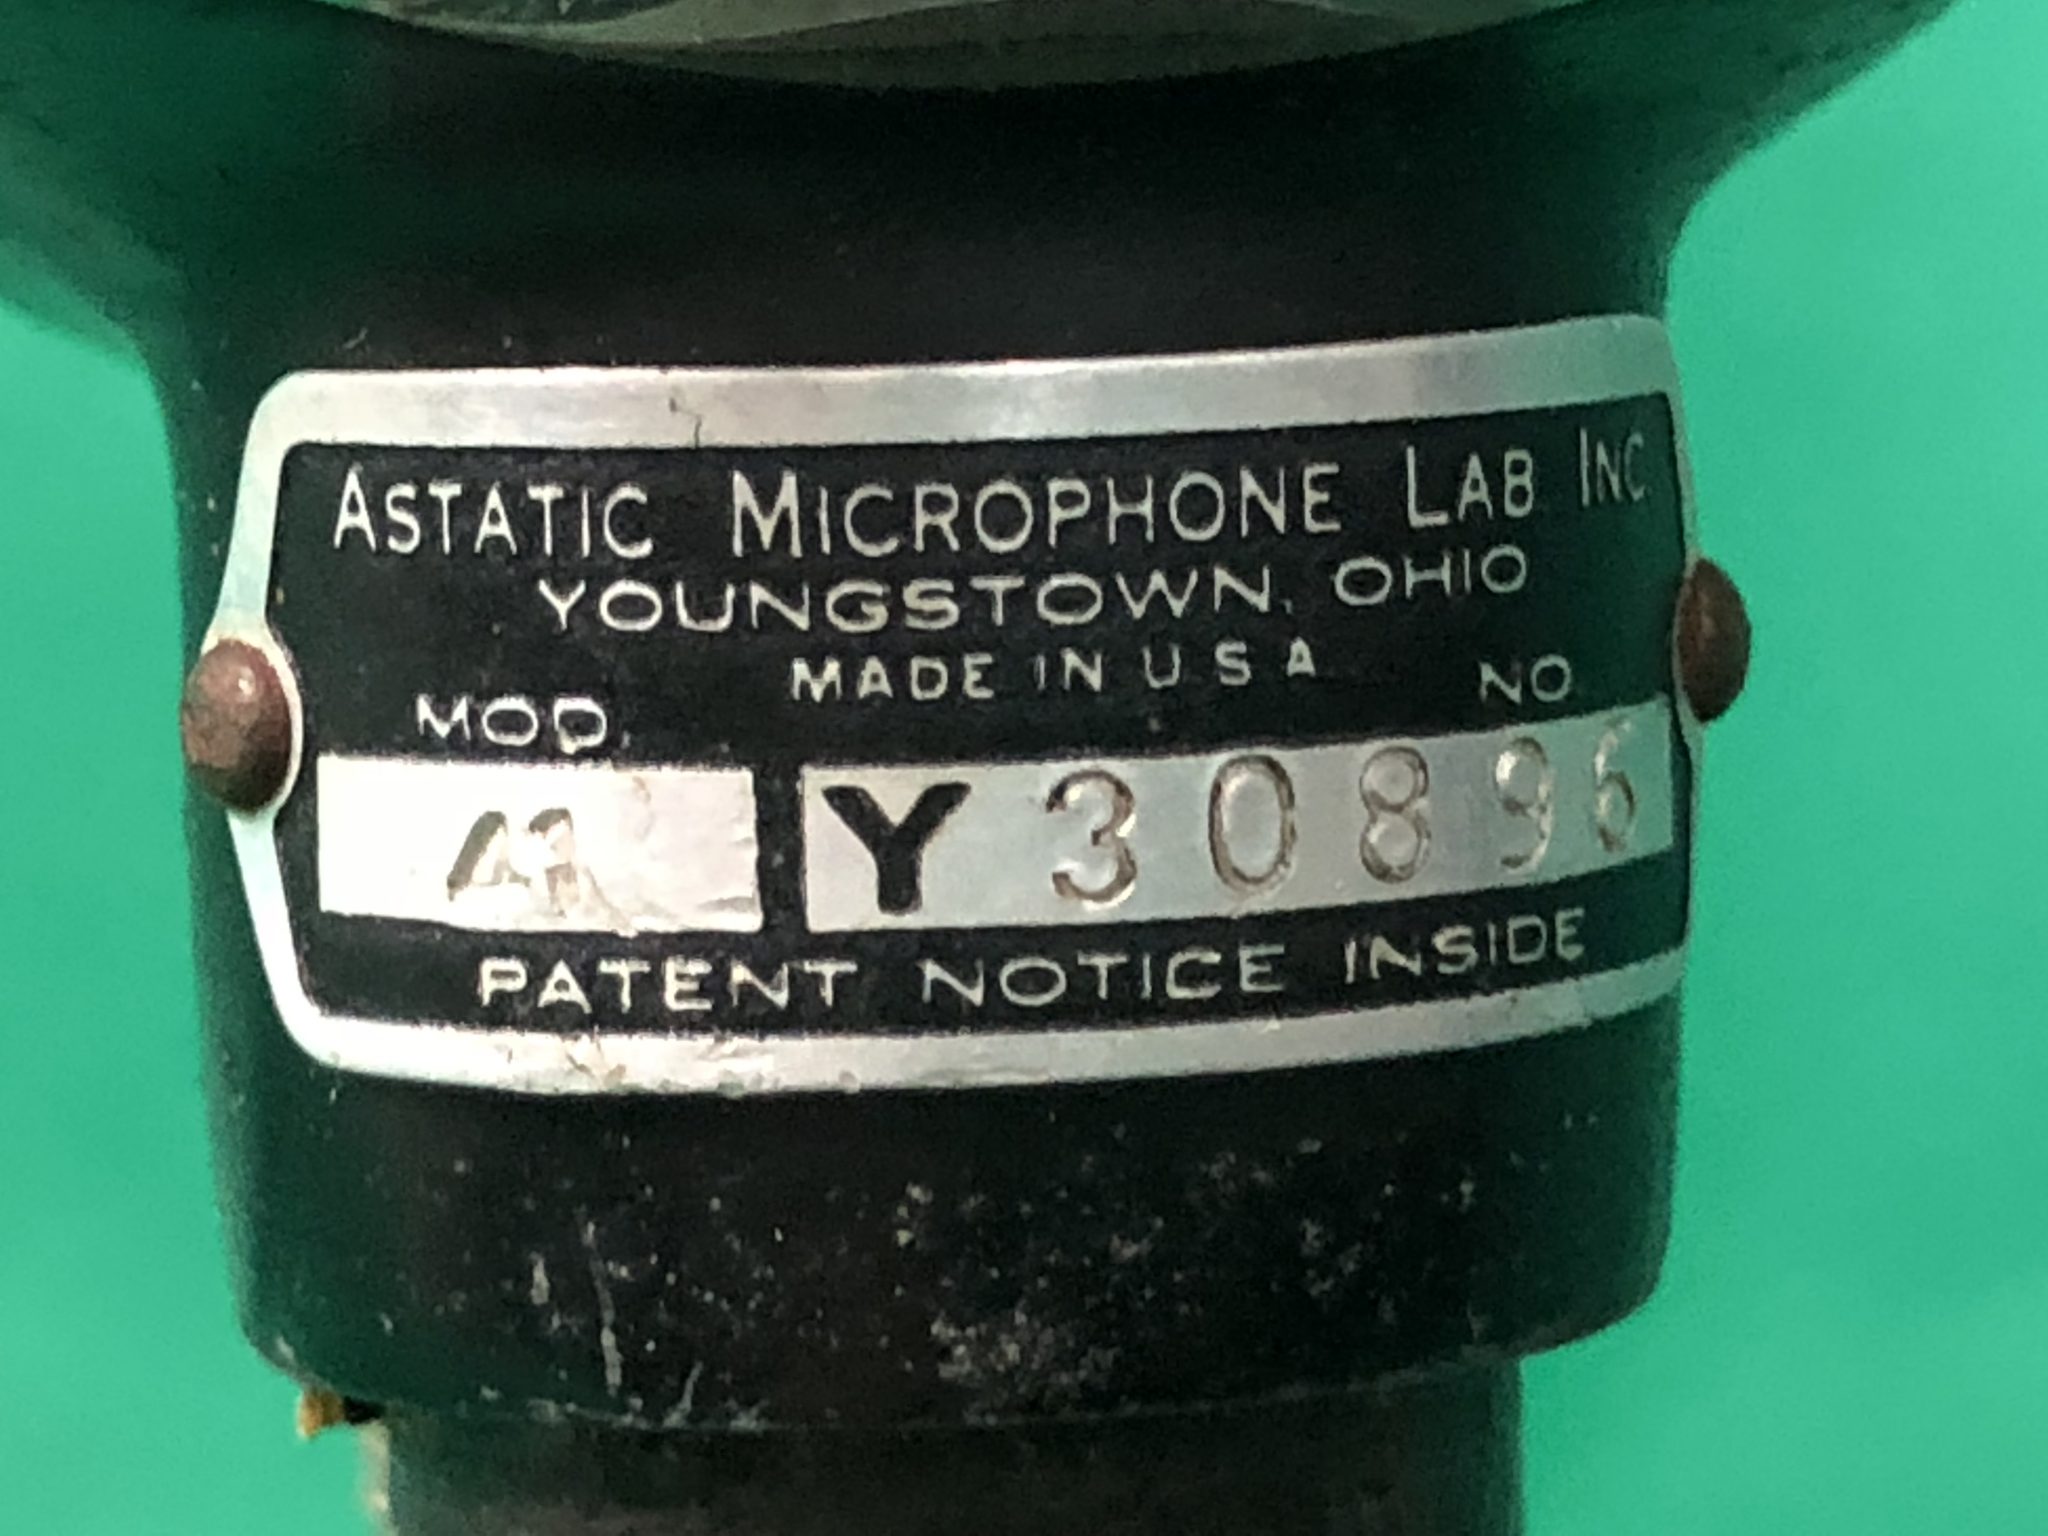 ASTATIC MICROPHONE LAB INC
YOUNGSTOWN, OHIO
MADE IN U S A
MOD. NO
Y 30896
PATENT NOTICE INSIDE